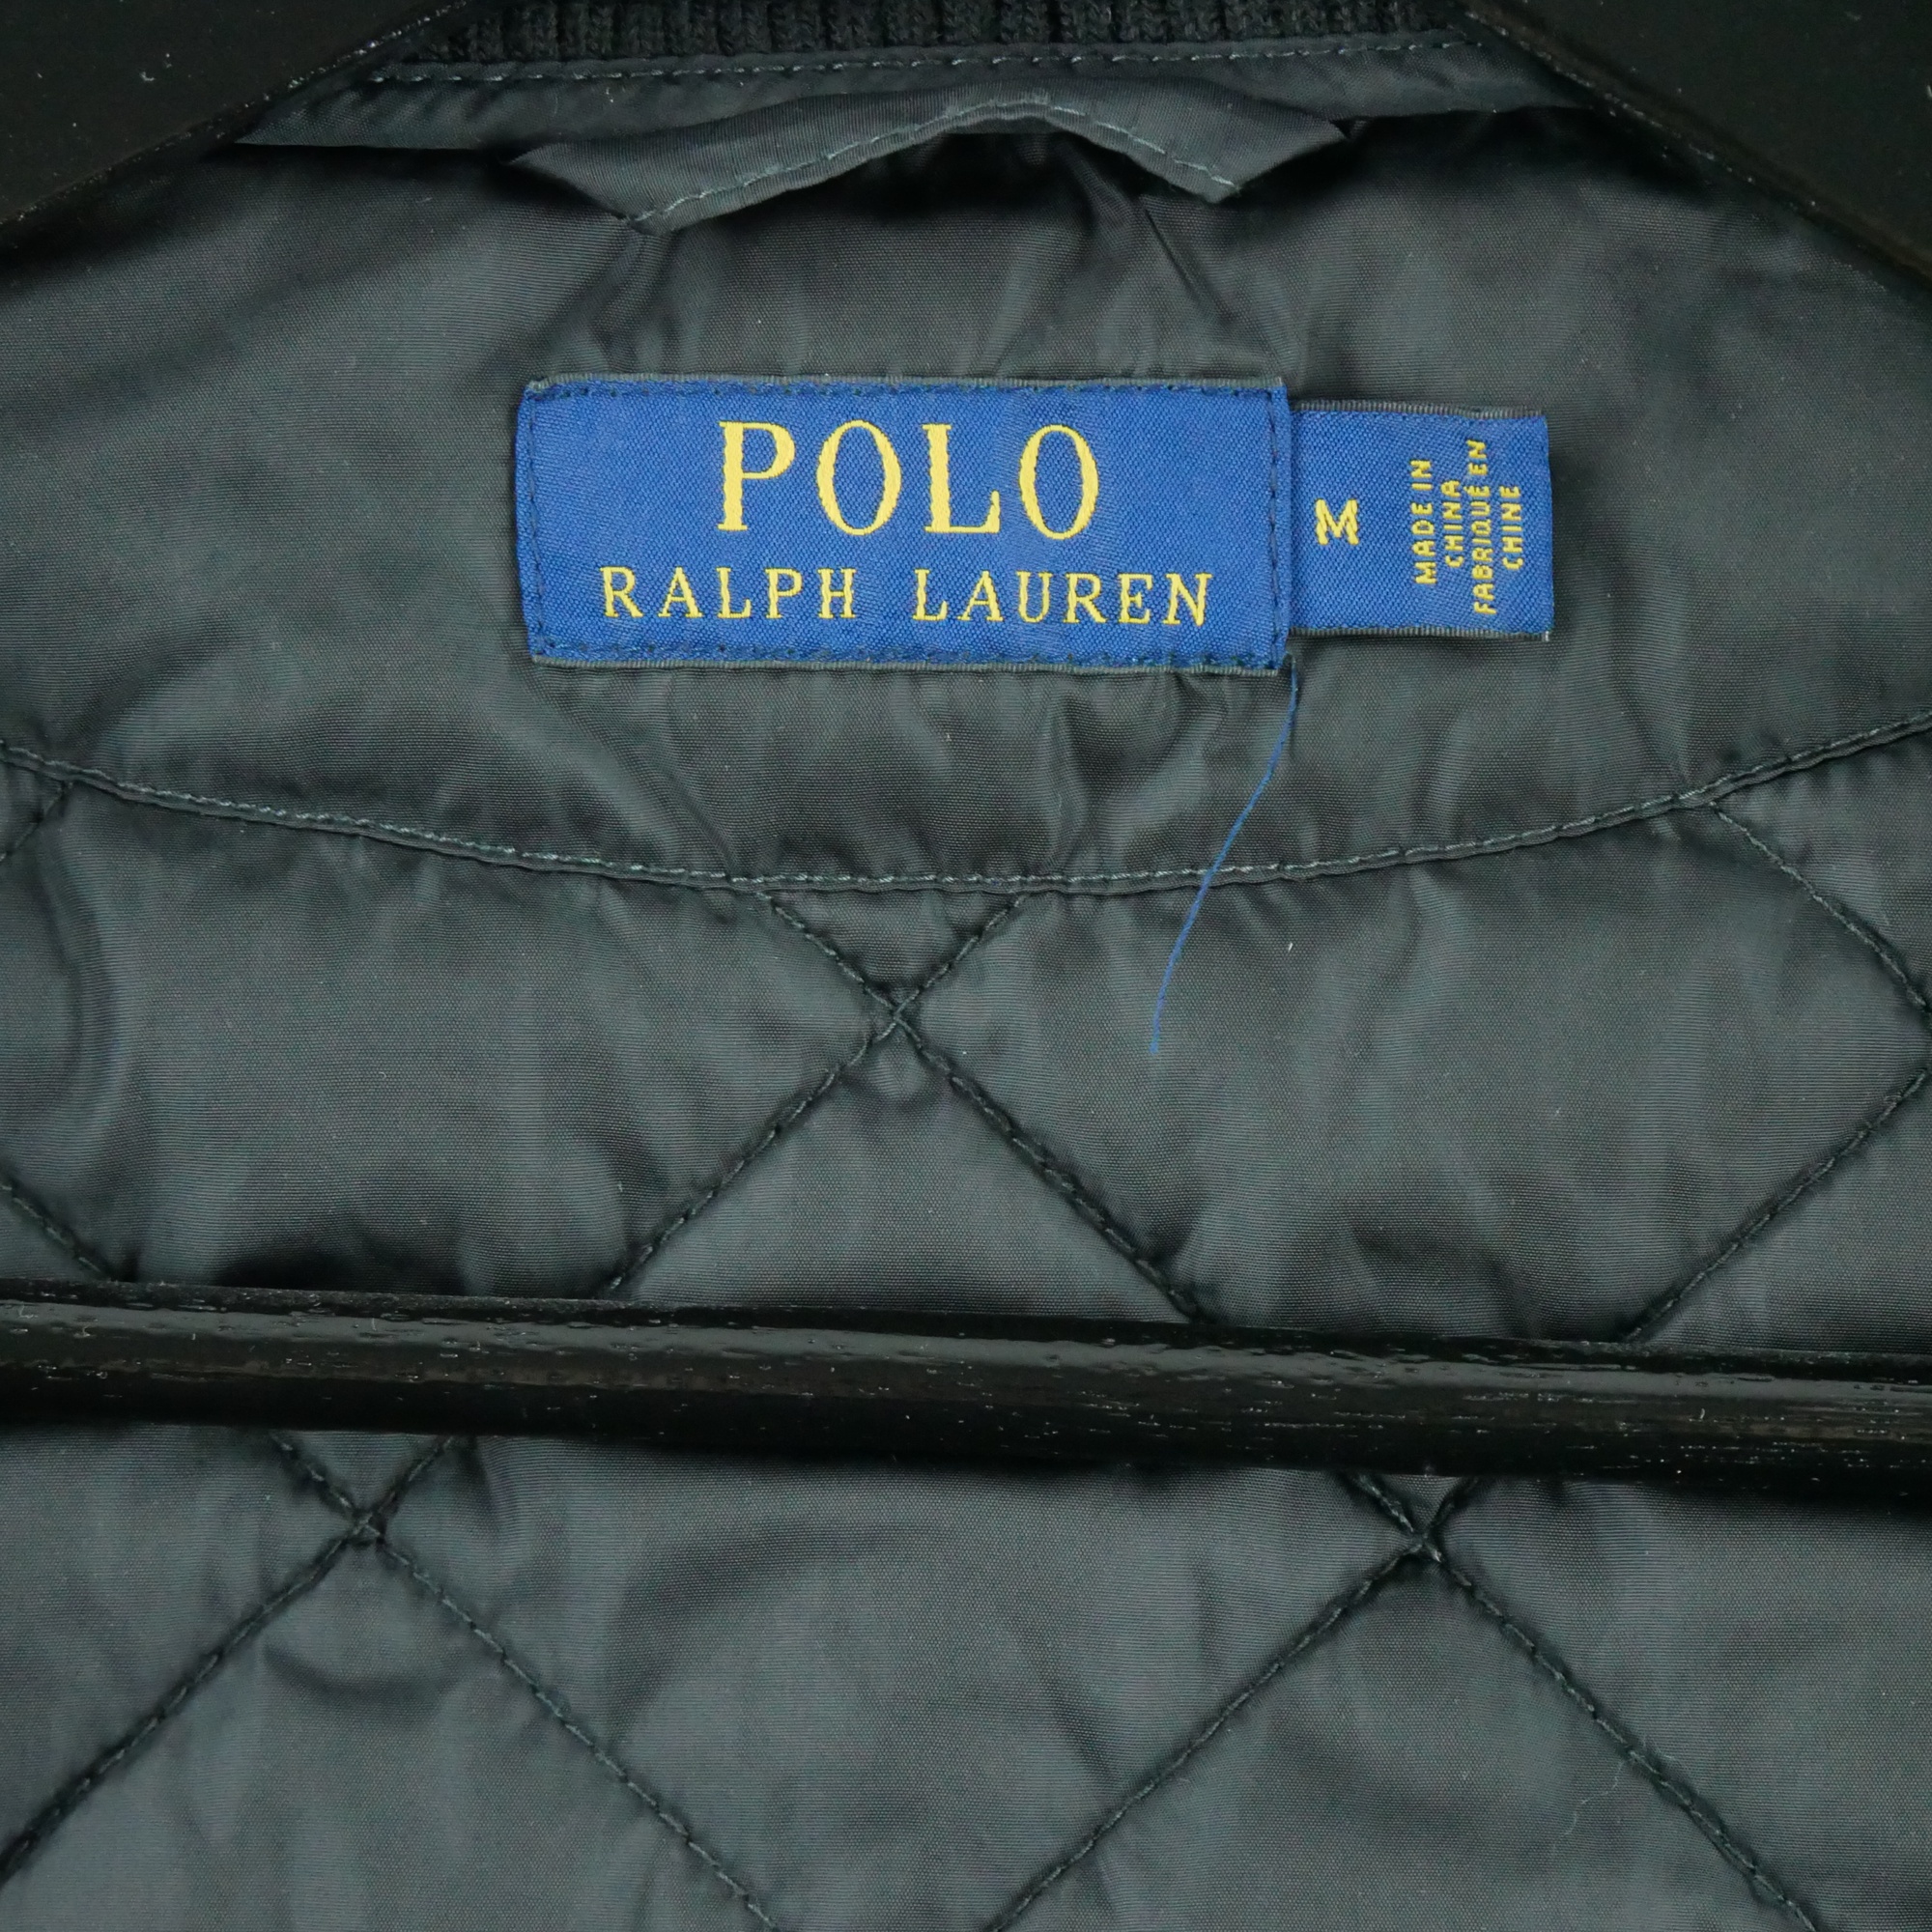 POLO
RALPH LAUREN
M
MADE IN
CHINA
FABRIQUÉ EN
CHINE